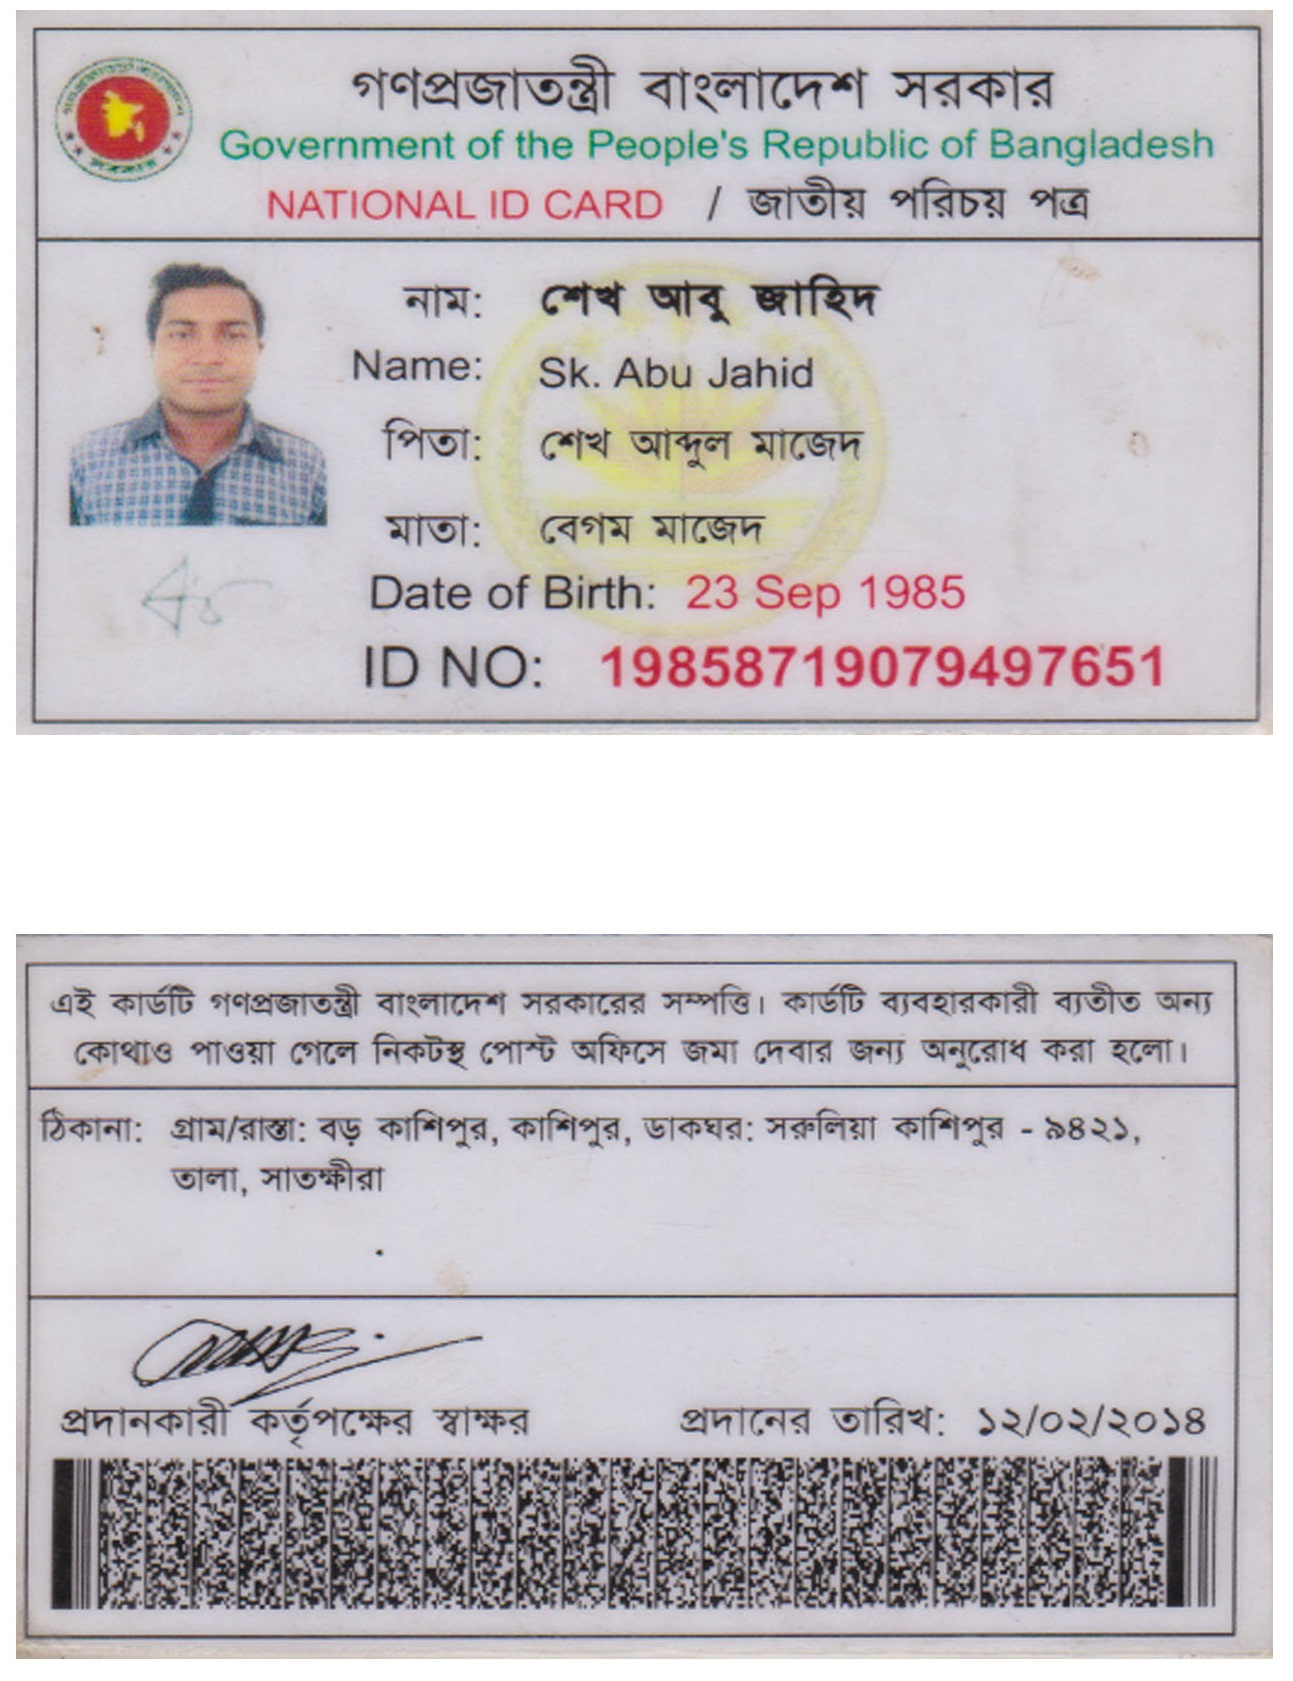 গণপ্রজাতন্ত্রী বাংলাদেশ সরকার
Government of the People's Republic of Bangladesh
NATIONAL ID CARD / জাতীয় পরিচয় পত্র
নাম: শেখ আবু জাহিদ
Name: Sk. Abu Jahid
পিতা: শেখ আব্দুল মাজেদ
মাতা: বেগম মাজেদ
Date of Birth: 23 Sep 1985
ID NO: 19858719079497651
এই কার্ডটি গণপ্রজাতন্ত্রী বাংলাদেশ সরকারের সম্পত্তি। কার্ডটি ব্যবহারকারী ব্যতীত অন্য
কোথাও পাওয়া গেলে নিকটস্থ পোস্ট অফিসে জমা দেবার জন্য অনুরোধ করা হলো।
ঠিকানা: গ্রাম/রাস্তা: বড় কাশিপুর, কাশিপুর, ডাকঘর: সরুলিয়া কাশিপুর - ৯৪২১,
তালা, সাতক্ষীরা
প্রদানকারী কর্তৃপক্ষের স্বাক্ষর প্রদানের তারিখ: ১২/০২/২০১৪